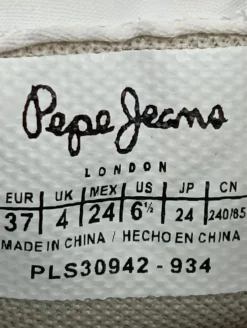 Pepe Jeans
LONDON
EUR UK MEX US JP CN
37 4 24 6½ 24 240/85
MADE IN CHINA / HECHO EN CHINA
PLS30942 - 934